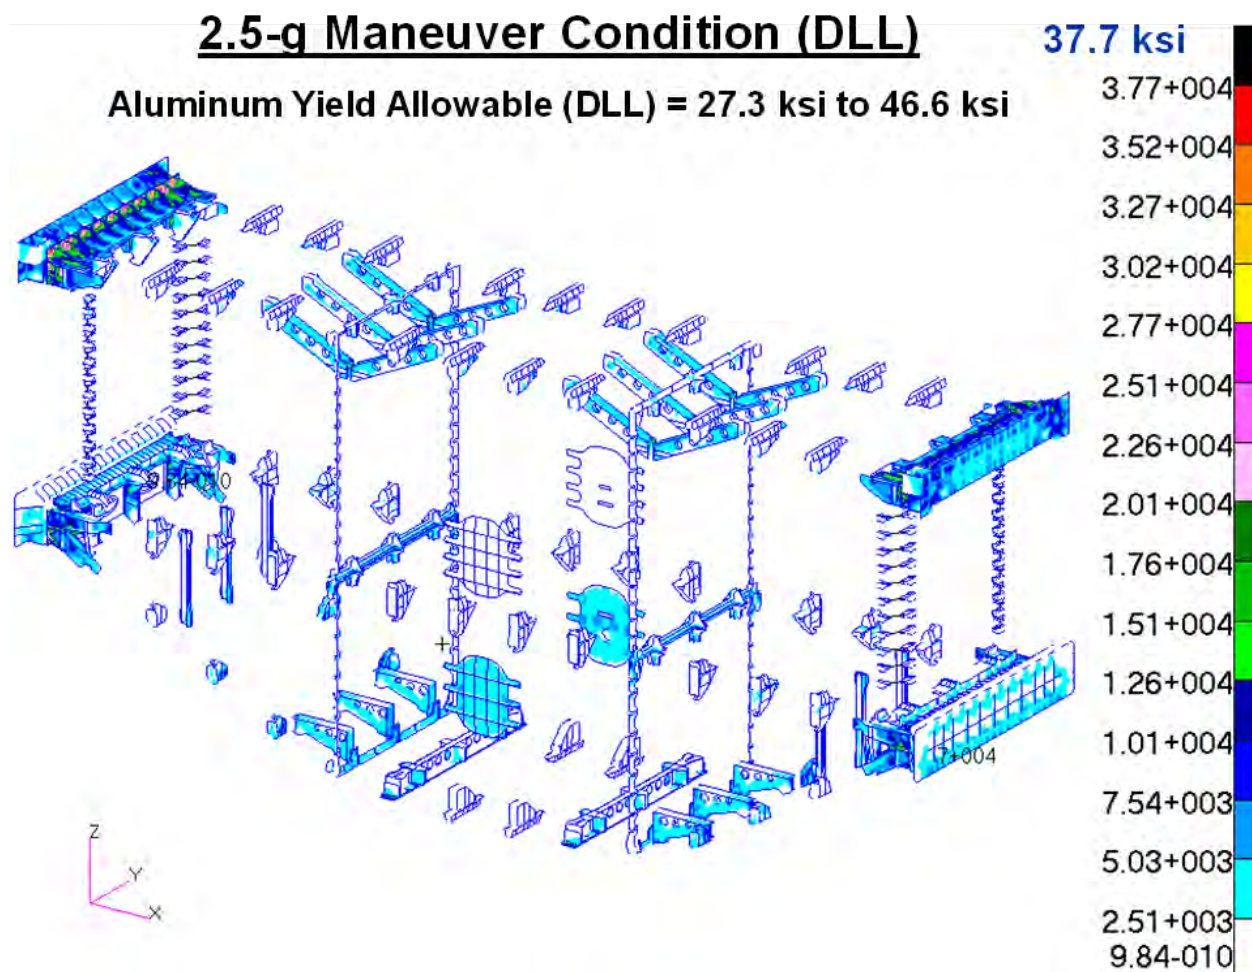 2.5-g Maneuver Condition (DLL)
37.7 ksi
Aluminum Yield Allowable (DLL) = 27.3 ksi to 46.6 ksi
3.77+004
3.52+004
3.27+004
3.02+004
2.77+004
2.51+004
2.26+004
2.01+004
1.76+004
1.51+004
1.26+004
1.01+004
7.54+003
5.03+003
2.51+003
9.84-010
7+004
Z
Y
X